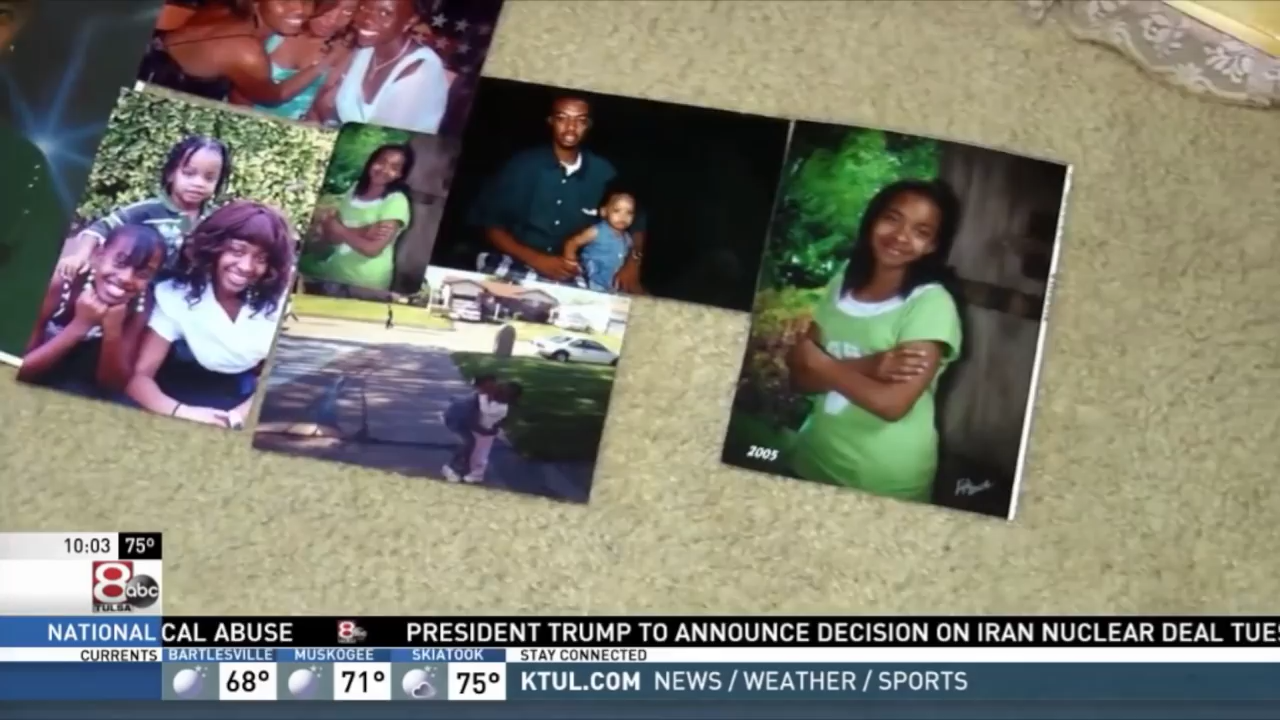 2005
10:03 75°
8 abc
TULSA
NATIONAL CAL ABUSE 8 PRESIDENT TRUMP TO ANNOUNCE DECISION ON IRAN NUCLEAR DEAL TUES
CURRENTS BARTLESVILLE MUSKOGEE SKIATOOK STAY CONNECTED
68° 71° 75° KTUL.COM NEWS / WEATHER / SPORTS